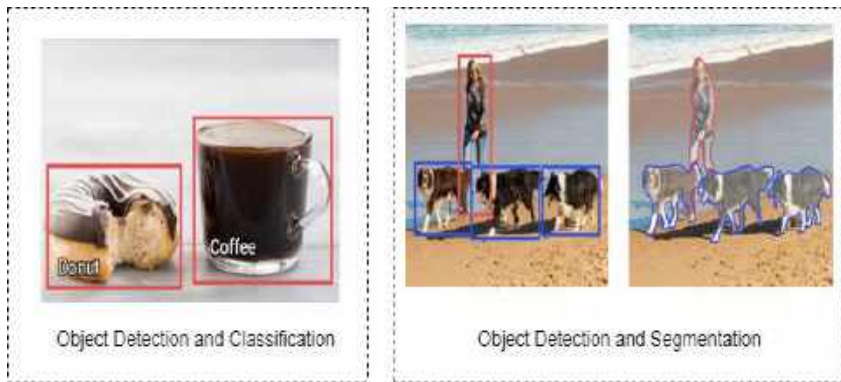 Donut
Coffee
Object Detection and Classification
Object Detection and Segmentation